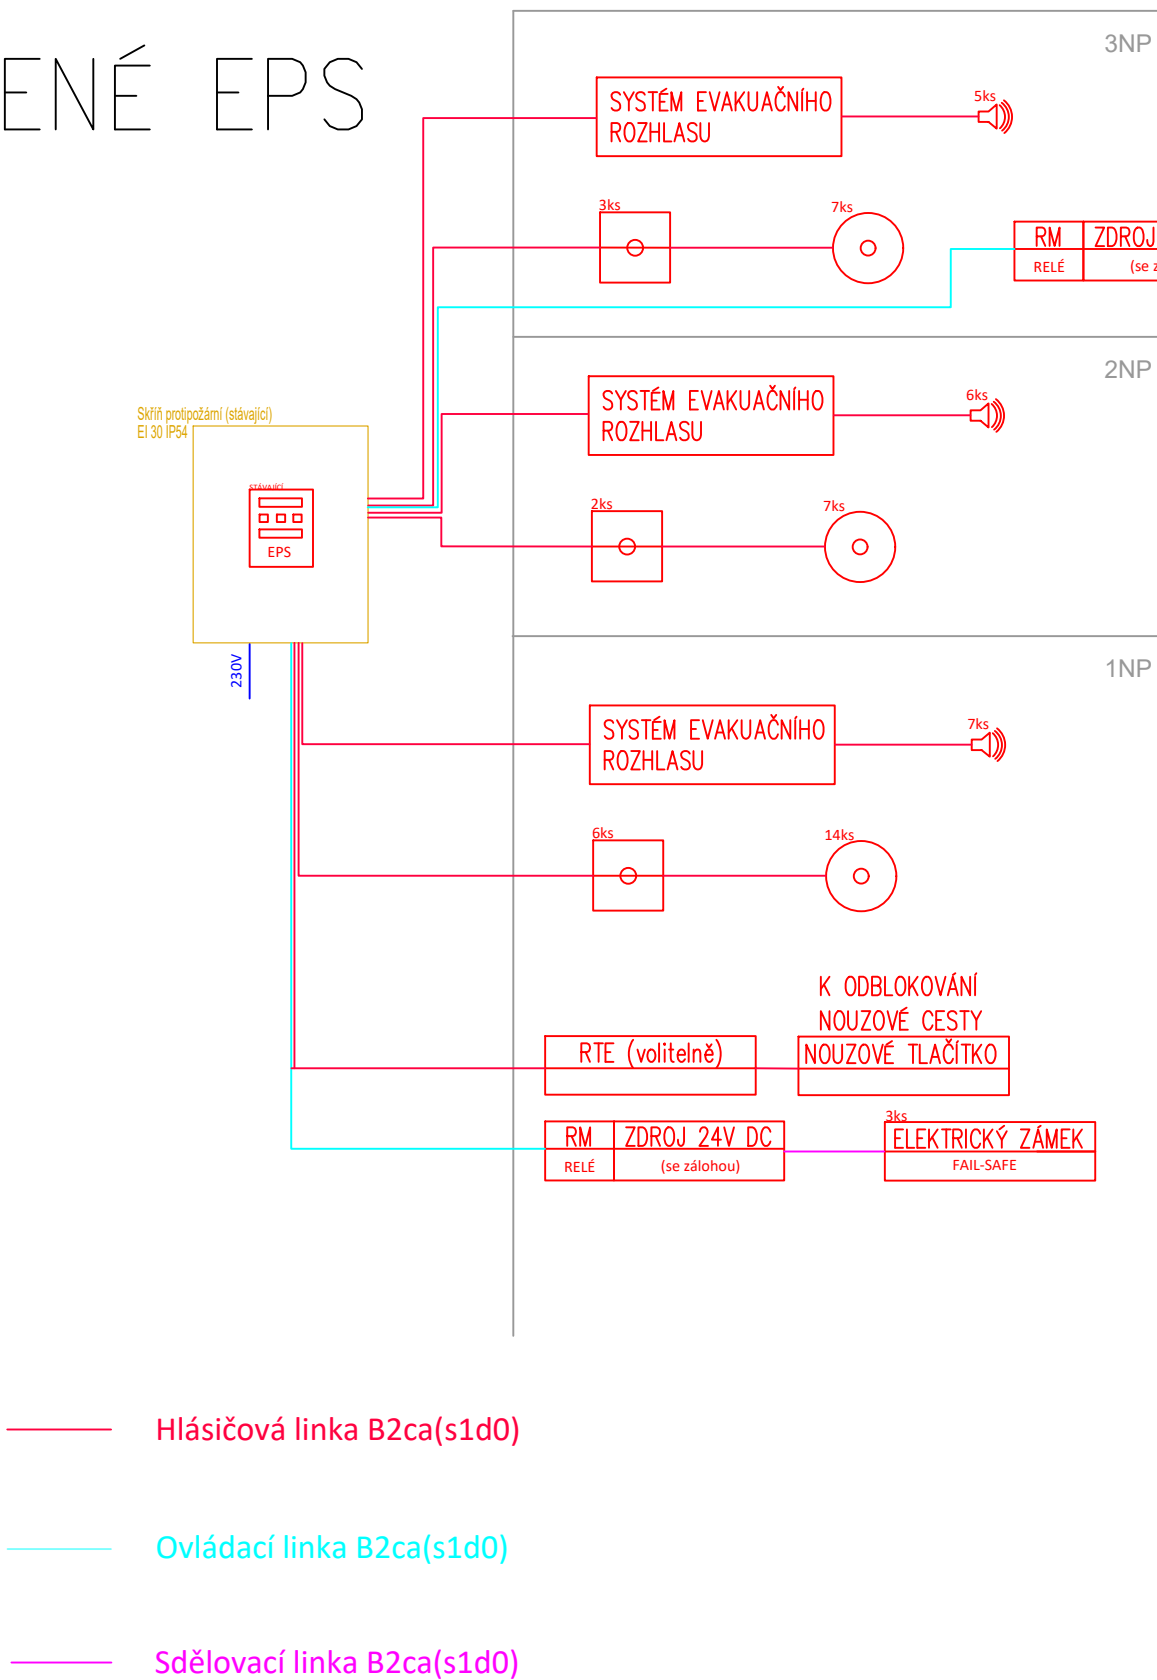 ENÉ EPS
3NP
SYSTÉM EVAKUAČNÍHO
ROZHLASU
5ks
3ks
7ks
RM
ZDROJ
RELÉ
(se z
2NP
SYSTÉM EVAKUAČNÍHO
ROZHLASU
6ks
Skříň protipožární (stávající)
EI 30 IP54
STÁVAJÍCÍ
EPS
2ks
7ks
230V
1NP
SYSTÉM EVAKUAČNÍHO
ROZHLASU
7ks
6ks
14ks
K ODBLOKOVÁNÍ
NOUZOVÉ CESTY
RTE (volitelně)
NOUZOVÉ TLAČÍTKO
3ks
RM
ZDROJ 24V DC
ELEKTRICKÝ ZÁMEK
RELÉ
(se zálohou)
FAIL-SAFE
Hlásičová linka B2ca(s1d0)
Ovládací linka B2ca(s1d0)
Sdělovací linka B2ca(s1d0)